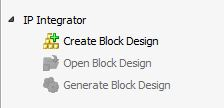 IP Integrator
Create Block Design
Open Block Design
Generate Block Design